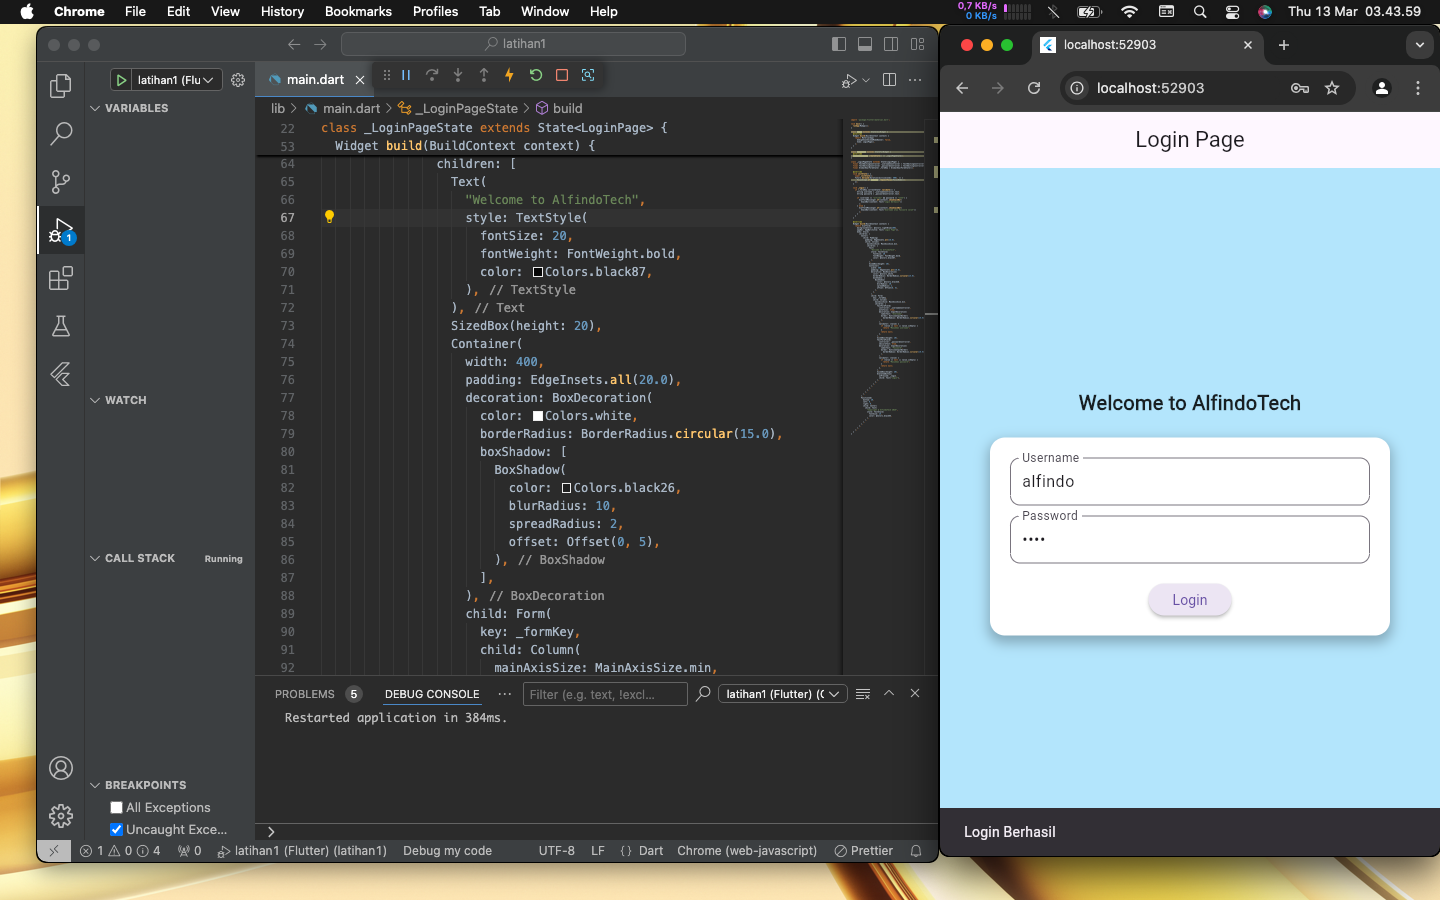 Chrome File Edit View History Bookmarks Profiles Tab Window Help
0,7 KB/s
0 KB/s
Thu 13 Mar 03.43.59
latihan1
latihan1 (Flu
main.dart
lib > main.dart > _LoginPageState > build
VARIABLES
WATCH
CALL STACK Running
BREAKPOINTS
All Exceptions
Uncaught Exce...
1
22 class _LoginPageState extends State<LoginPage> {
53 Widget build(BuildContext context) {
64 children: [
65 Text(
66 "Welcome to AlfindoTech",
67 style: TextStyle(
68 fontSize: 20,
69 fontWeight: FontWeight.bold,
70 color: Colors.black87,
71 ), // TextStyle
72 ), // Text
73 SizedBox(height: 20),
74 Container(
75 width: 400,
76 padding: EdgeInsets.all(20.0),
77 decoration: BoxDecoration(
78 color: Colors.white,
79 borderRadius: BorderRadius.circular(15.0),
80 boxShadow: [
81 BoxShadow(
82 color: Colors.black26,
83 blurRadius: 10,
84 spreadRadius: 2,
85 offset: Offset(0, 5),
86 ), // BoxShadow
87 ],
88 ), // BoxDecoration
89 child: Form(
90 key: _formKey,
91 child: Column(
92 mainAxisSize: MainAxisSize.min,
PROBLEMS 5 DEBUG CONSOLE ... Filter (e.g. text, !excl... latihan1 (Flutter) (C
Restarted application in 384ms.
>
1 0 4 0 latihan1 (Flutter) (latihan1) Debug my code UTF-8 LF {} Dart Chrome (web-javascript) Prettier
localhost:52903
localhost:52903
Login Page
Welcome to AlfindoTech
Username
alfindo
Password
••••
Login
Login Berhasil